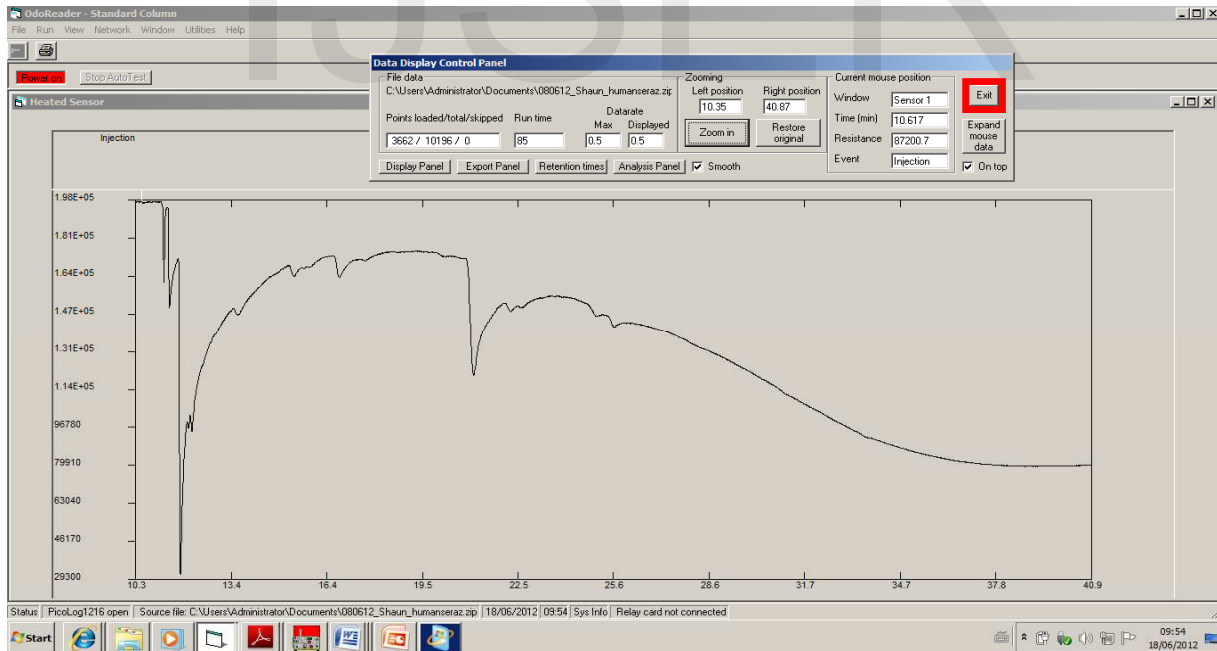 OdoReader - Standard Column
File Run View Network Window Utilities Help
Power on Stop AutoTest
Data Display Control Panel
File data
C:\Users\Administrator\Documents\080612_Shaun_humanseraz.zip
Points loaded/total/skipped Run time Datarate
Max Displayed
3662 / 10196 / 0 85 0.5 0.5
Zooming
Left position Right position
10.35 40.87
Zoom in Restore original
Current mouse position
Window Sensor 1
Time (min) 10.617
Resistance 87200.7
Event Injection
Exit
Expand mouse data
On top
Display Panel Export Panel Retention times Analysis Panel Smooth
Heated Sensor
Injection
1.98E+05
1.81E+05
1.64E+05
1.47E+05
1.31E+05
1.14E+05
96780
79910
63040
46170
29300
10.3 13.4 16.4 19.5 22.5 25.6 28.6 31.7 34.7 37.8 40.9
Status PicoLog1216 open Source file: C:\Users\Administrator\Documents\080612_Shaun_humanseraz.zip 18/06/2012 09:54 Sys Info Relay card not connected
Start
09:54
18/06/2012